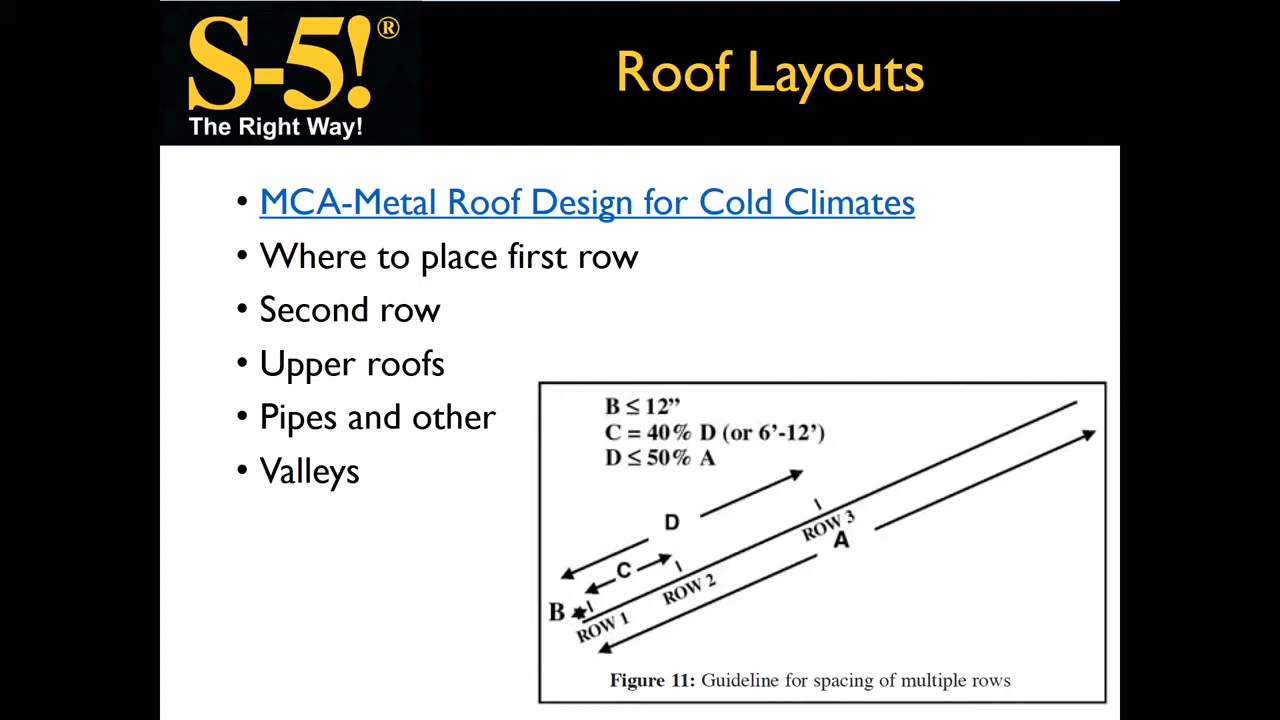 S-5!®
The Right Way!
Roof Layouts
• MCA-Metal Roof Design for Cold Climates
• Where to place first row
• Second row
• Upper roofs
• Pipes and other
• Valleys
B ≤ 12”
C = 40% D (or 6’-12’)
D ≤ 50% A
D
ROW 3
A
C
ROW 2
B
ROW 1
Figure 11: Guideline for spacing of multiple rows